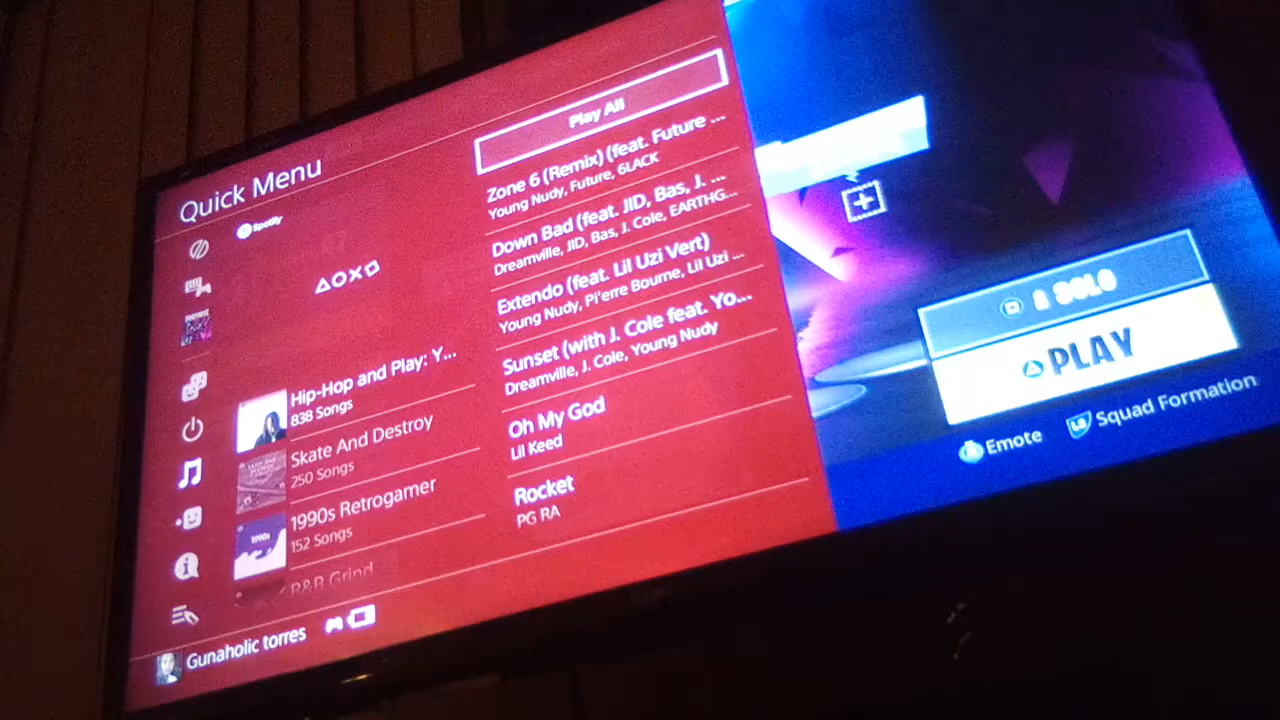 Quick Menu
Spotify
Play All
Zone 6 (Remix) (feat. Future ...
Young Nudy, Future, 6LACK
Down Bad (feat. JID, Bas, J. ...
Dreamville, JID, Bas, J. Cole, EARTHG...
Extendo (feat. Lil Uzi Vert)
Young Nudy, Pi'erre Bourne, Lil Uzi ...
Sunset (with J. Cole feat. Yo...
Dreamville, J. Cole, Young Nudy
Oh My God
Lil Keed
Rocket
PG RA
Hip-Hop and Play: Y...
838 Songs
Skate And Destroy
250 Songs
1990s Retrogamer
152 Songs
R&B Grind
Gunaholic torres
SOLO
PLAY
Emote
Squad Formation